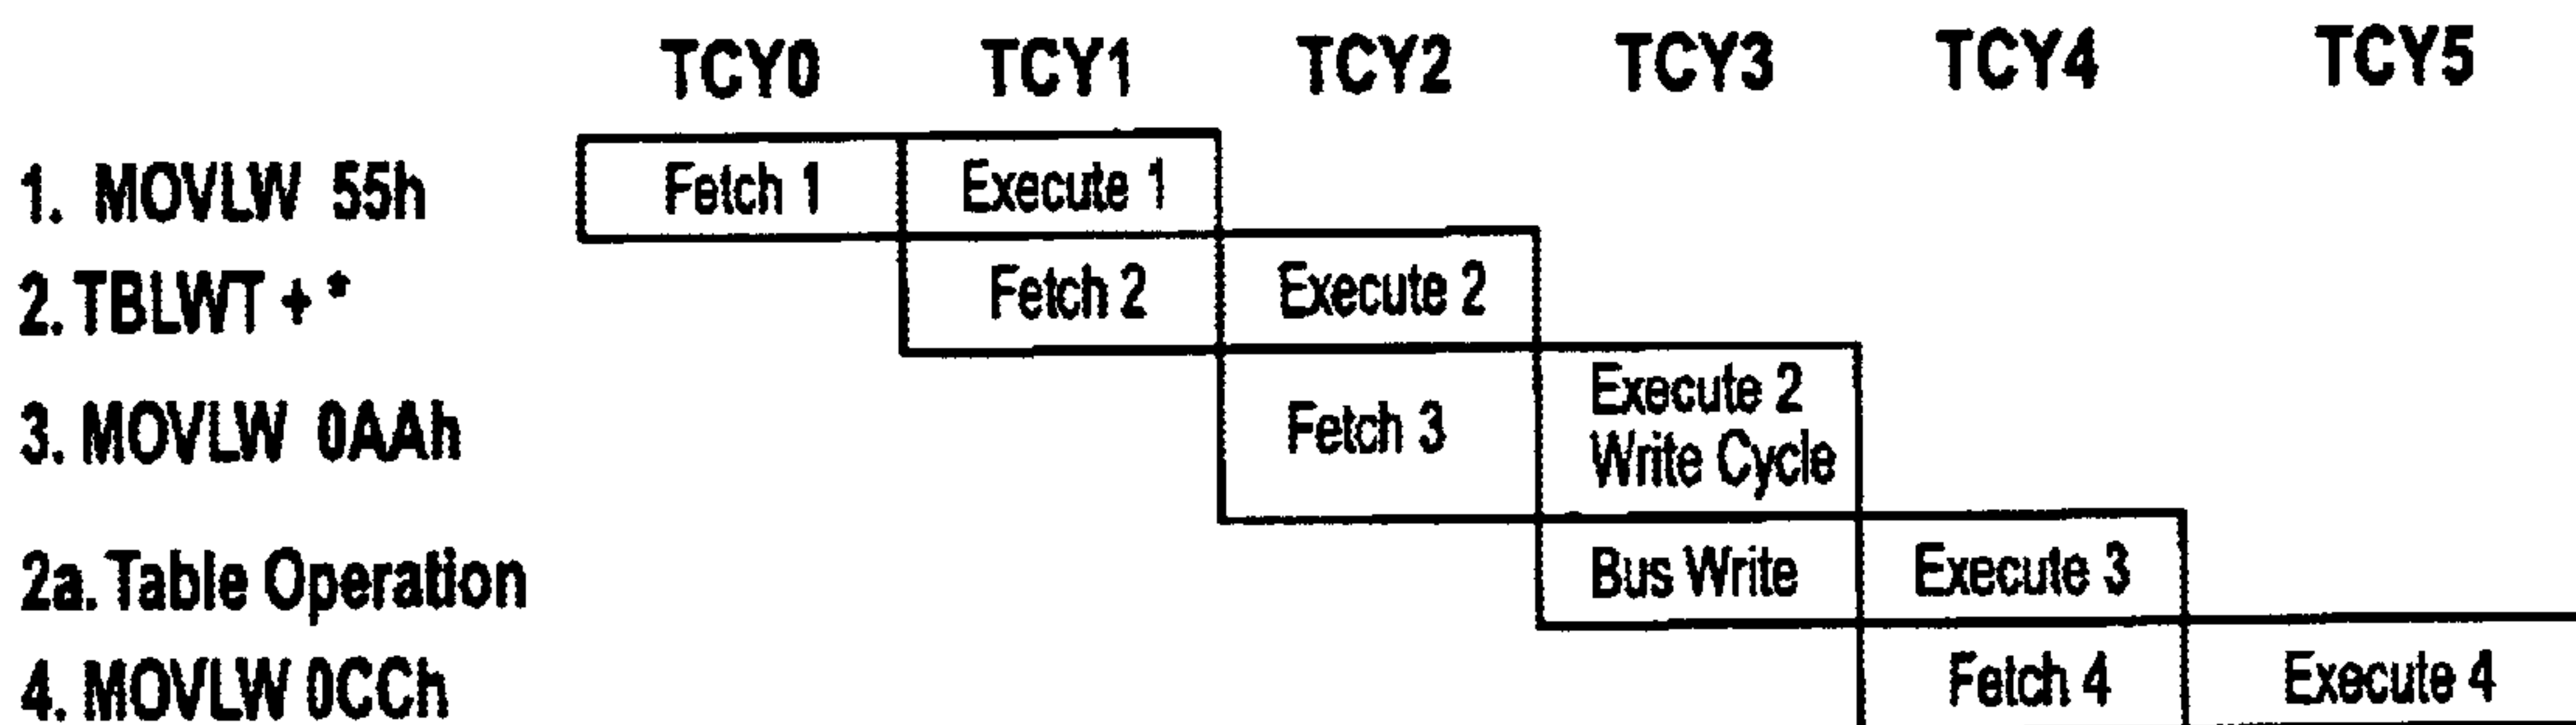 TCY0 TCY1 TCY2 TCY3 TCY4 TCY5
1. MOVLW 55h Fetch 1 Execute 1
2. TBLWT + * Fetch 2 Execute 2
3. MOVLW 0AAh Fetch 3 Execute 2
Write Cycle
2a. Table Operation Bus Write Execute 3
4. MOVLW 0CCh Fetch 4 Execute 4